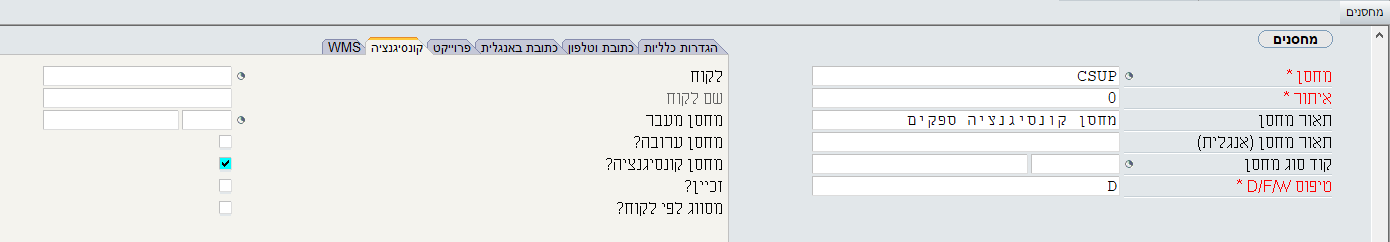 מחסנים
מחסנים
מחסן *
CSUP
איתור *
0
תאור מחסן
מחסן קונסיגנציה ספקים
תאור מחסן (אנגלית)
קוד סוג מחסן
טיפוס D/F/W *
D
הגדרות כלליות כתובת וטלפון כתובת באנגלית פרוייקט קונסיגנציה WMS
לקוח
שם לקוח
מחסן מעבר
מחסן ערובה?
מחסן קונסיגנציה?
זכיין?
מסווג לפי לקוח?